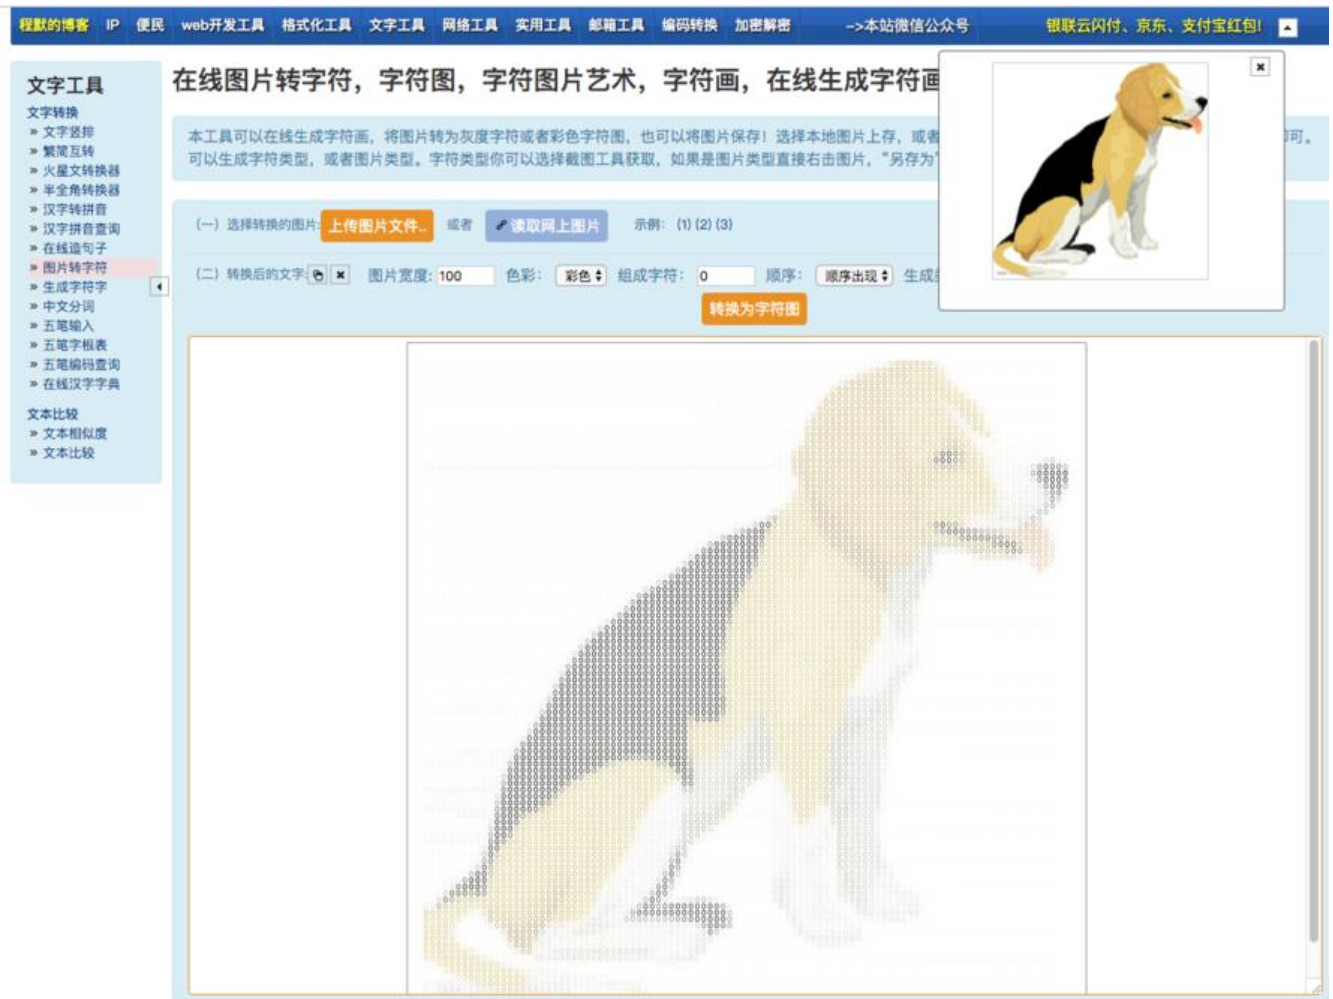 程默的博客 IP 便民 web开发工具 格式化工具 文字工具 网络工具 实用工具 邮箱工具 编码转换 加密解密 -->本站微信公众号 银联云闪付、京东、支付宝红包!
文字工具
文字转换
» 文字竖排
» 繁简互转
» 火星文转换器
» 半全角转换器
» 汉字转拼音
» 汉字拼音查询
» 在线造句子
» 图片转字符
» 生成字符字
» 中文分词
» 五笔输入
» 五笔字根表
» 五笔编码查询
» 在线汉字字典
文本比较
» 文本相似度
» 文本比较
在线图片转字符，字符图，字符图片艺术，字符画，在线生成字符画
本工具可以在线生成字符画，将图片转为灰度字符或者彩色字符图，也可以将图片保存！选择本地图片上存，或者 即可。
可以生成字符类型，或者图片类型。字符类型你可以选择截图工具获取，如果是图片类型直接右击图片，“另存为”
(一) 选择转换的图片: 上传图片文件.. 或者 读取网上图片 示例: (1) (2) (3)
(二) 转换后的文字: 图片宽度: 100 色彩: 彩色 组成字符: 0 顺序: 顺序出现 生成
转换为字符图